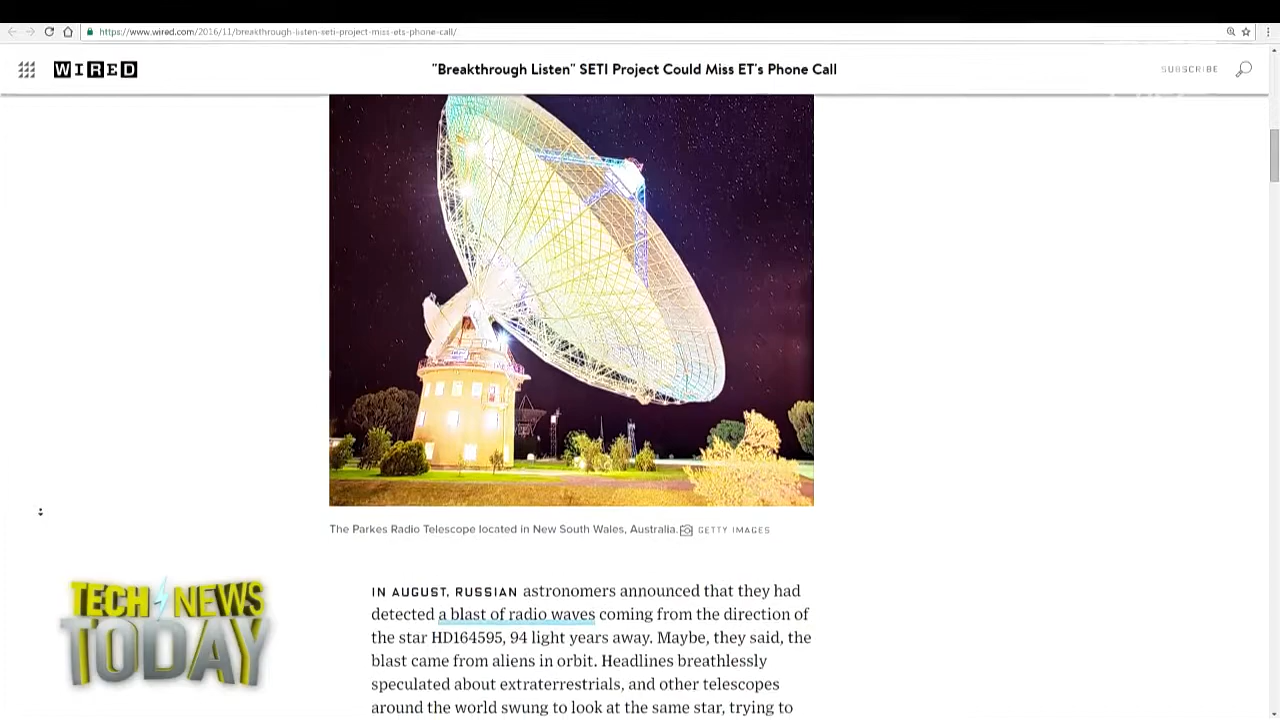 https://www.wired.com/2016/11/breakthrough-listen-seti-project-miss-ets-phone-call/
WIRED
"Breakthrough Listen" SETI Project Could Miss ET's Phone Call
SUBSCRIBE
The Parkes Radio Telescope located in New South Wales, Australia. GETTY IMAGES
TECH NEWS
TODAY
IN AUGUST, RUSSIAN astronomers announced that they had
detected a blast of radio waves coming from the direction of
the star HD164595, 94 light years away. Maybe, they said, the
blast came from aliens in orbit. Headlines breathlessly
speculated about extraterrestrials, and other telescopes
around the world swung to look at the same star, trying to